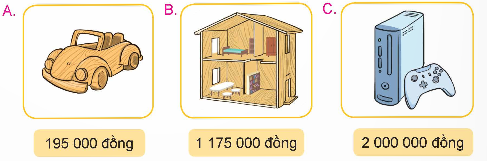 A.
B.
C.
195 000 đồng
1 175 000 đồng
2 000 000 đồng